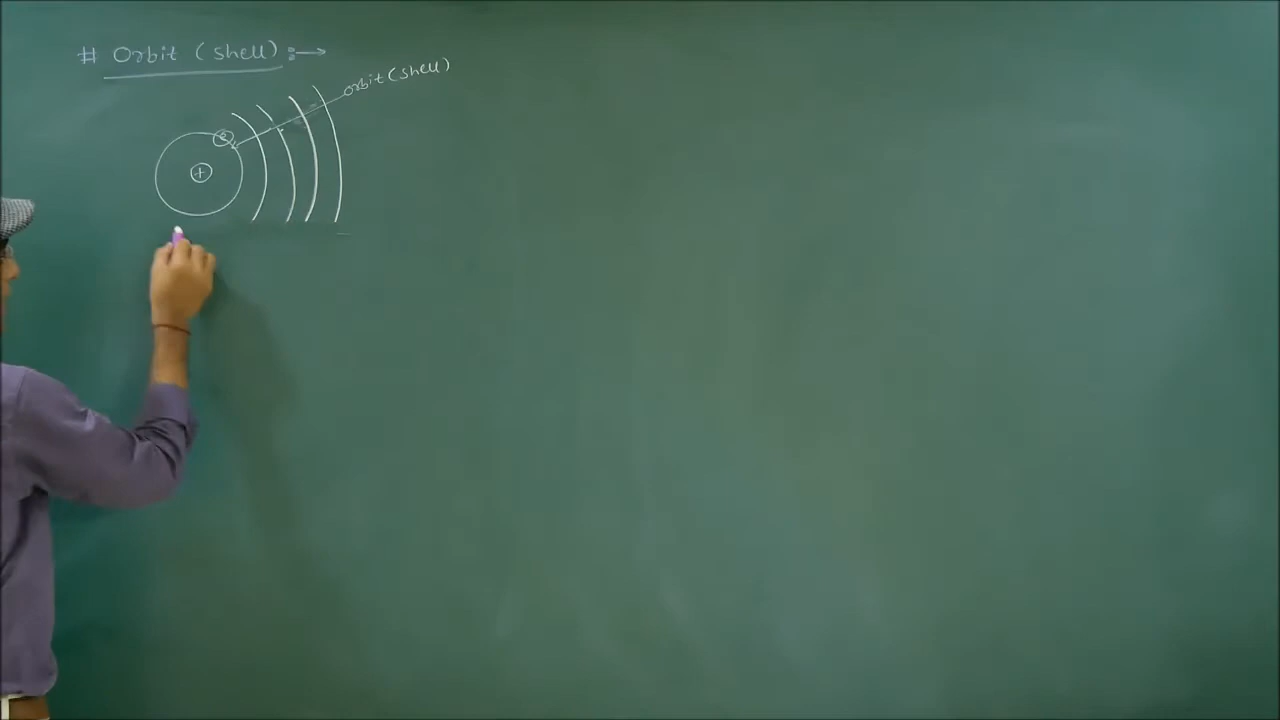 # Orbit (shell) :→
orbit (shell)
e
+